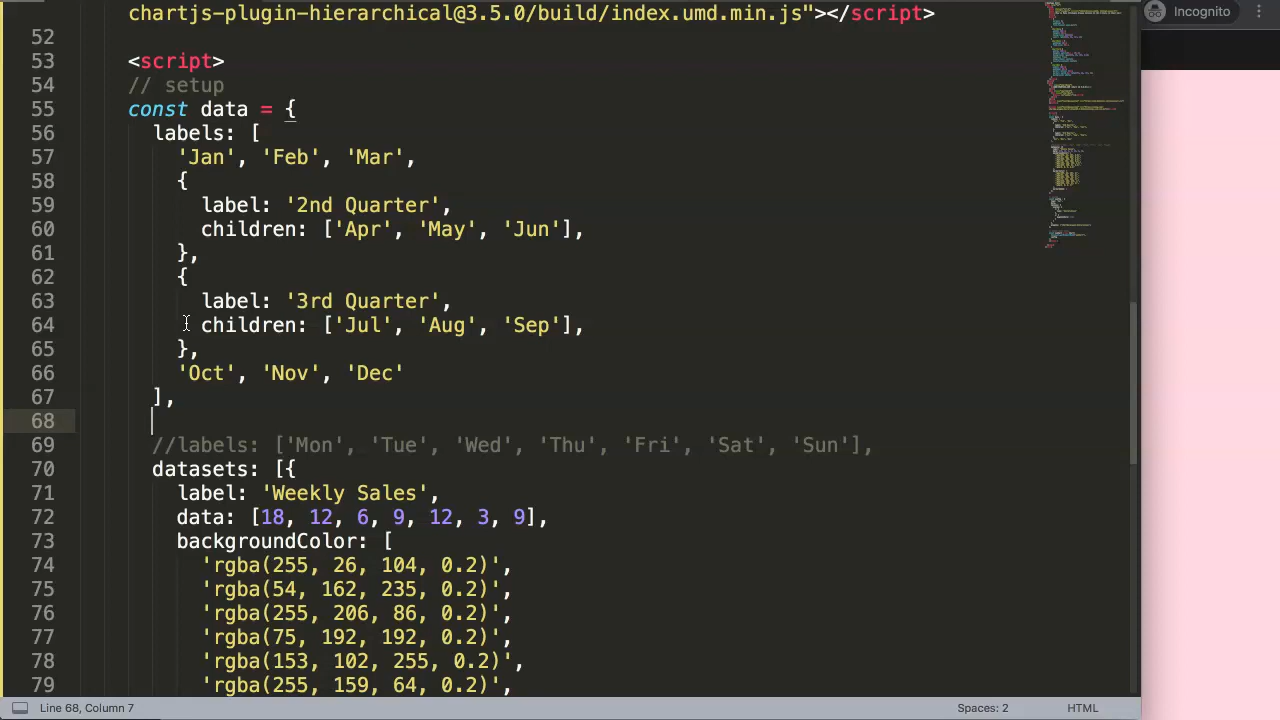 chartjs-plugin-hierarchical@3.5.0/build/index.umd.min.js"></script>
Incognito
52
53 <script>
54 // setup
55 const data = {
56 labels: [
57 'Jan', 'Feb', 'Mar',
58 {
59 label: '2nd Quarter',
60 children: ['Apr', 'May', 'Jun'],
61 },
62 {
63 label: '3rd Quarter',
64 children: ['Jul', 'Aug', 'Sep'],
65 },
66 'Oct', 'Nov', 'Dec'
67 ],
68
69 //labels: ['Mon', 'Tue', 'Wed', 'Thu', 'Fri', 'Sat', 'Sun'],
70 datasets: [{
71 label: 'Weekly Sales',
72 data: [18, 12, 6, 9, 12, 3, 9],
73 backgroundColor: [
74 'rgba(255, 26, 104, 0.2)',
75 'rgba(54, 162, 235, 0.2)',
76 'rgba(255, 206, 86, 0.2)',
77 'rgba(75, 192, 192, 0.2)',
78 'rgba(153, 102, 255, 0.2)',
79 'rgba(255, 159, 64, 0.2)',
Line 68, Column 7
Spaces: 2
HTML